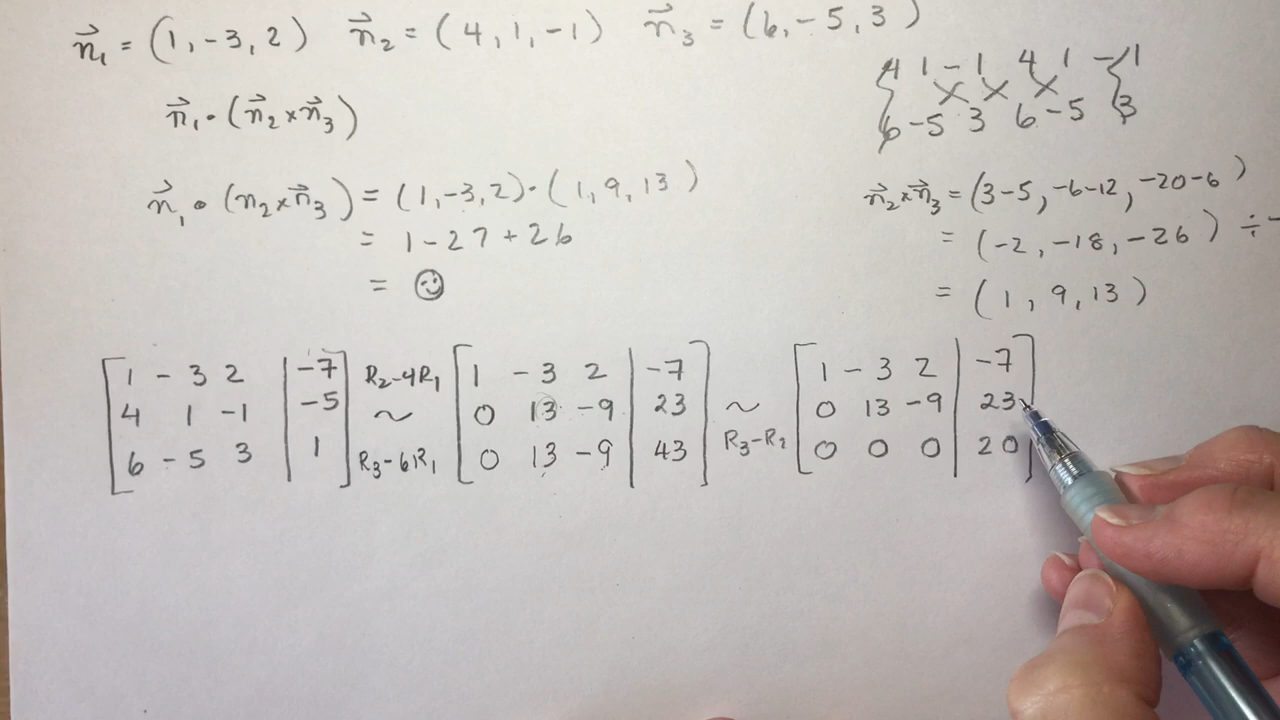 n⃗₁ = (1, -3, 2) n⃗₂ = (4, 1, -1) n⃗₃ = (6, -5, 3)
4 1 -1 4 1 -1
6 -5 3 6 -5 3
n⃗₁ • (n⃗₂ × n⃗₃)
n⃗₁ • (n₂ × n⃗₃) = (1, -3, 2) • (1, 9, 13)
= 1 - 27 + 26
= ☺
n⃗₂ × n⃗₃ = (3-5, -6-12, -20-6)
= (-2, -18, -26) ÷ -
= (1, 9, 13)
[1 -3 2 | -7] R₂-4R₁ [1 -3 2 | -7] [1 -3 2 | -7]
[4 1 -1 | -5] ~ [0 13 -9 | 23] ~ [0 13 -9 | 23]
[6 -5 3 | 1] R₃-6R₁ [0 13 -9 | 43] R₃-R₂ [0 0 0 | 20]